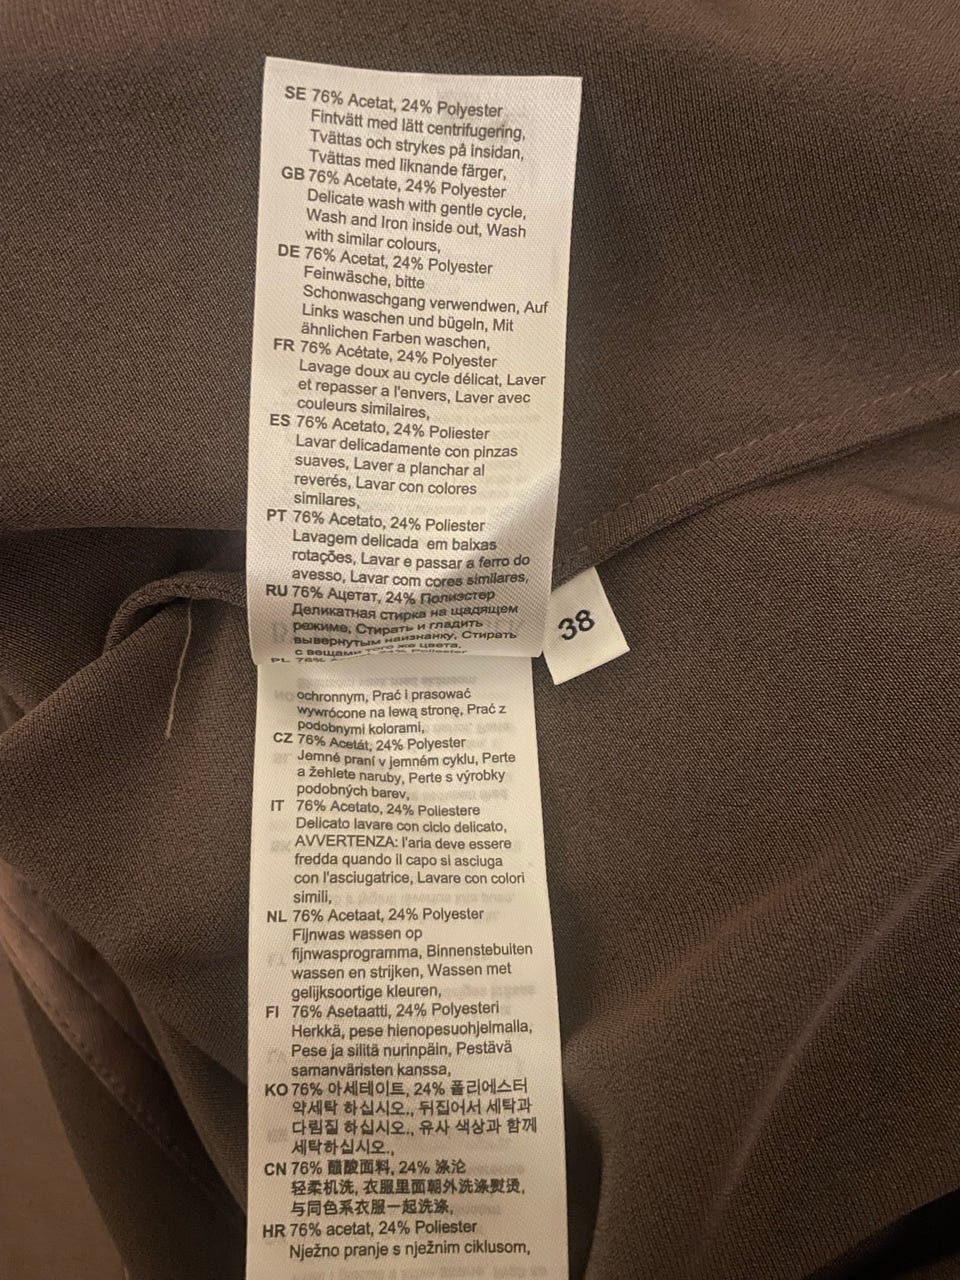 SE 76% Acetat, 24% Polyester
Fintvätt med lätt centrifugering,
Tvättas och strykes på insidan,
Tvättas med liknande färger,
GB 76% Acetate, 24% Polyester
Delicate wash with gentle cycle,
Wash and Iron inside out, Wash
with similar colours,
DE 76% Acetat, 24% Polyester
Feinwäsche, bitte
Schonwaschgang verwendwen, Auf
Links waschen und bügeln, Mit
ähnlichen Farben waschen,
FR 76% Acétate, 24% Polyester
Lavage doux au cycle délicat, Laver
et repasser a l'envers, Laver avec
couleurs similaires,
ES 76% Acetato, 24% Poliester
Lavar delicadamente con pinzas
suaves, Laver a planchar al
reverés, Lavar con colores
similares,
PT 76% Acetato, 24% Poliester
Lavagem delicada em baixas
rotações, Lavar e passar a ferro do
avesso, Lavar com cores similares,
RU 76% Ацетат, 24% Полиэстер
Деликатная стирка на щадящем
режиме, Стирать и гладить
вывернутым наизнанку, Стирать
с вещами того же цвета,
PL 76%
38
ochronnym, Prać i prasować
wywrócone na lewą stronę, Prać z
podobnymi kolorami,
CZ 76% Acetát, 24% Polyester
Jemné praní v jemném cyklu, Perte
a žehlete naruby, Perte s výrobky
podobných barev,
IT 76% Acetato, 24% Poliestere
Delicato lavare con ciclo delicato,
AVVERTENZA: l'aria deve essere
fredda quando il capo si asciuga
con l'asciugatrice, Lavare con colori
simili,
NL 76% Acetaat, 24% Polyester
Fijnwas wassen op
fijnwasprogramma, Binnenstebuiten
wassen en strijken, Wassen met
gelijksoortige kleuren,
FI 76% Asetaatti, 24% Polyesteri
Herkkä, pese hienopesuohjelmalla,
Pese ja silitä nurinpäin, Pestävä
samanväristen kanssa,
KO 76% 아세테이트, 24% 폴리에스터
약세탁 하십시오., 뒤집어서 세탁과
다림질 하십시오., 유사 색상과 함께
세탁하십시오.,
CN 76% 醋酸面料, 24% 涤沦
轻柔机洗, 衣服里面朝外洗涤熨烫,
与同色系衣服一起洗涤,
HR 76% acetat, 24% Poliester
Nježno pranje s nježnim ciklusom,